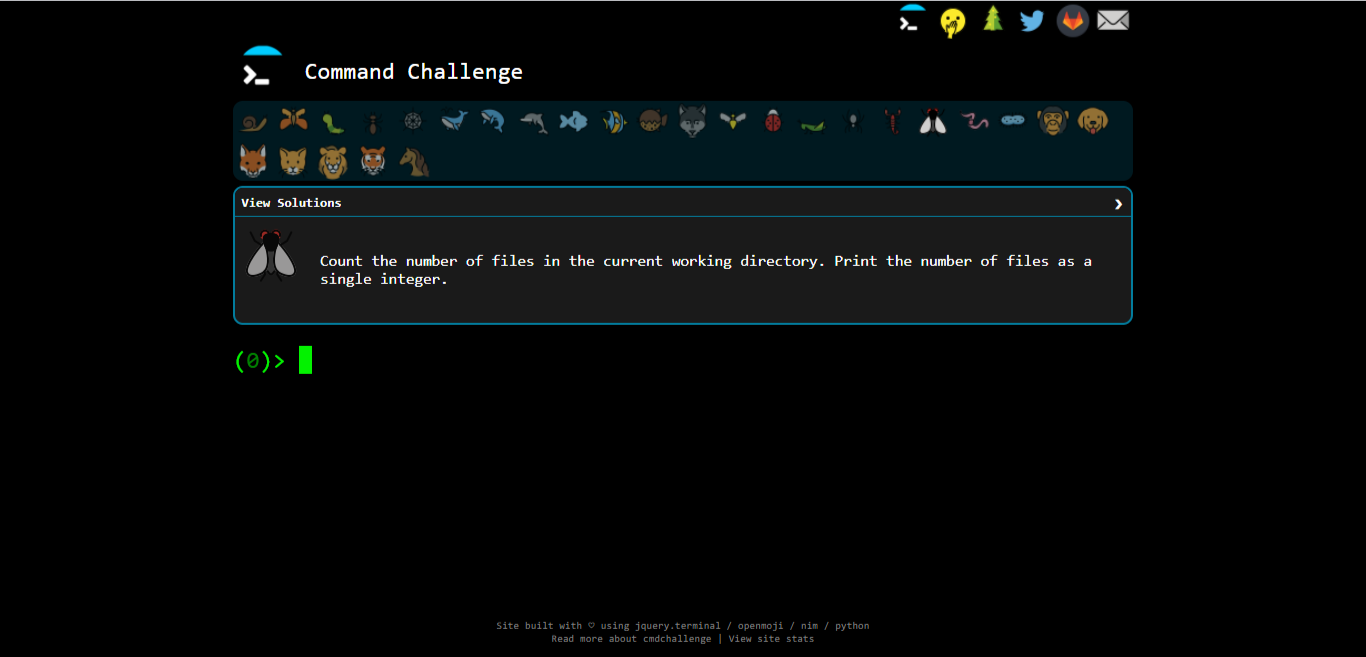 Command Challenge
View Solutions
Count the number of files in the current working directory. Print the number of files as a
single integer.
(0)>
Site built with ♡ using jquery.terminal / openmoji / nim / python
Read more about cmdchallenge | View site stats